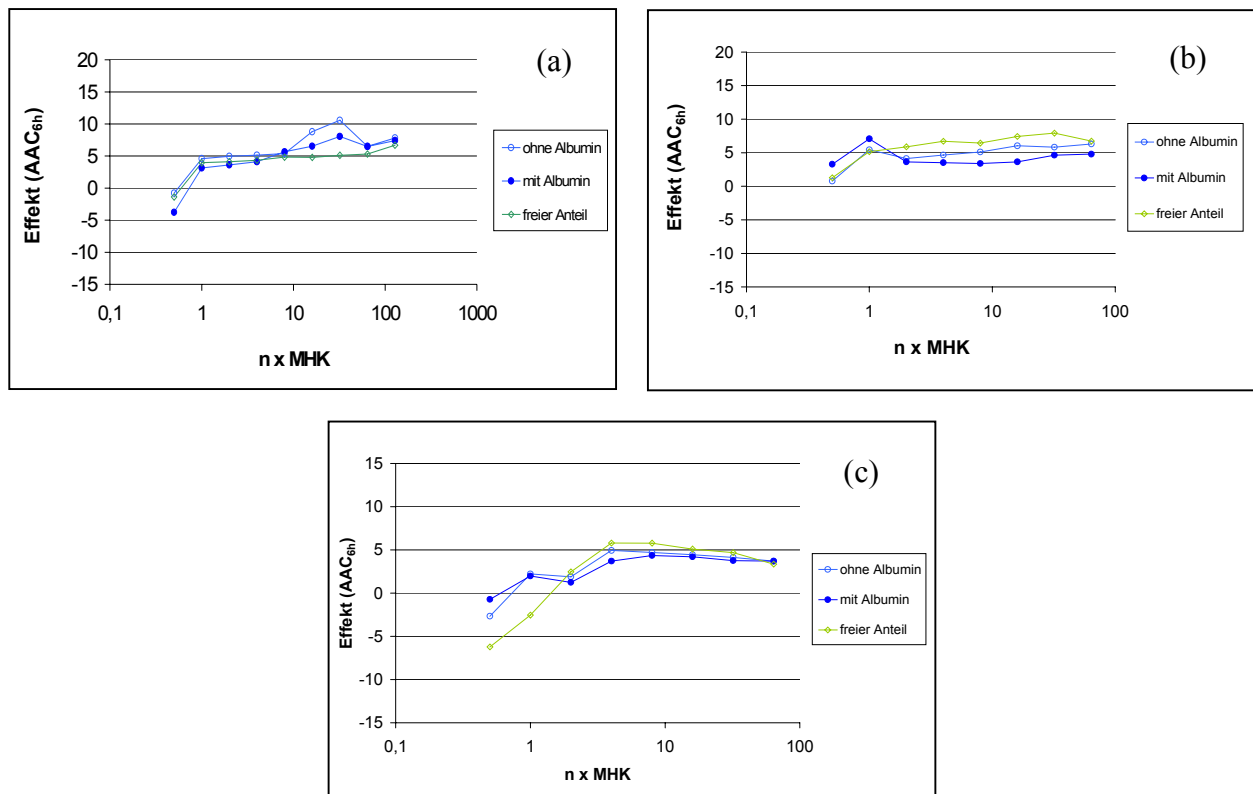 (a)
20
15
10
5
0
-5
-10
-15
0,1
1
10
100
1000
Effekt (AAC6h)
n x MHK
ohne Albumin
mit Albumin
freier Anteil
(b)
20
15
10
5
0
-5
-10
-15
0,1
1
10
100
Effekt (AAC6h)
n x MHK
ohne Albumin
mit Albumin
freier Anteil
(c)
15
10
5
0
-5
-10
-15
0,1
1
10
100
Effekt (AAC6h)
n x MHK
ohne Albumin
mit Albumin
freier Anteil